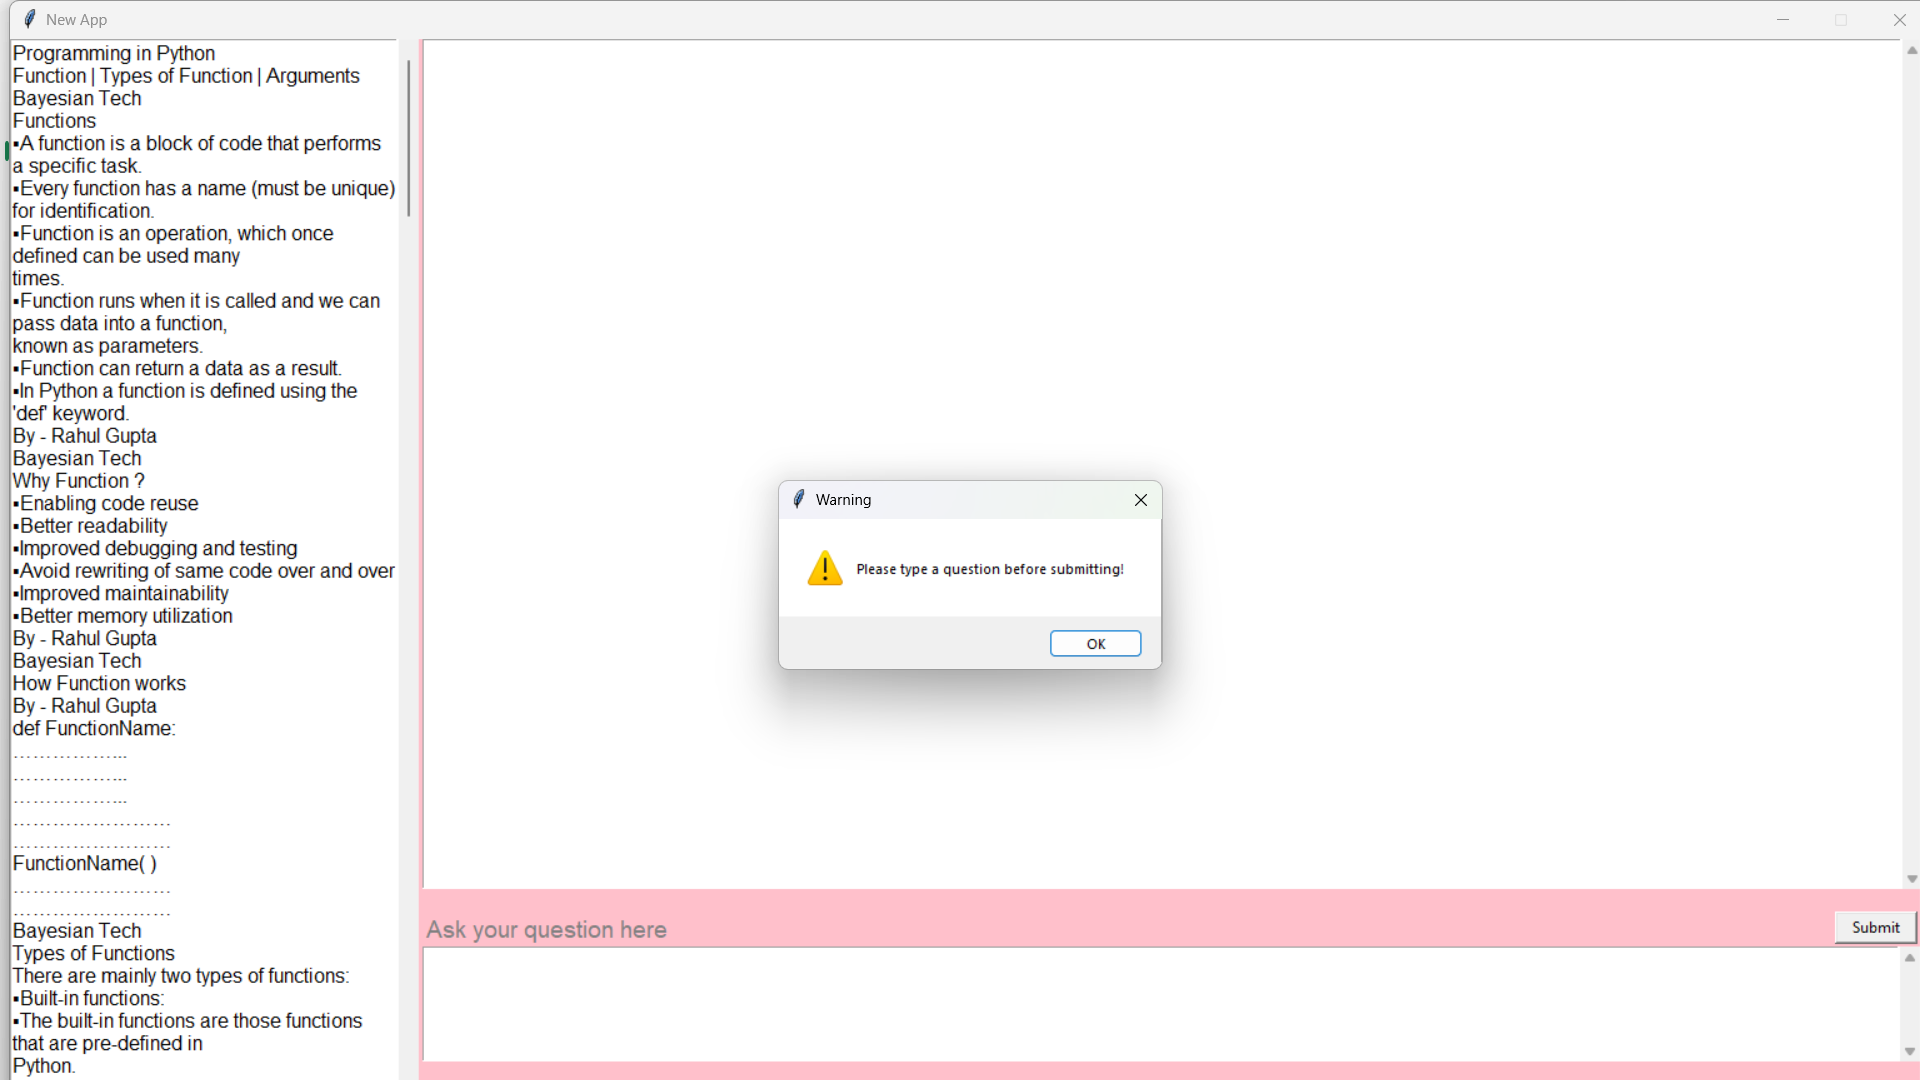 New App
Programming in Python
Function | Types of Function | Arguments
Bayesian Tech
Functions
▪A function is a block of code that performs
a specific task.
▪Every function has a name (must be unique)
for identification.
▪Function is an operation, which once
defined can be used many
times.
▪Function runs when it is called and we can
pass data into a function,
known as parameters.
▪Function can return a data as a result.
▪In Python a function is defined using the
'def' keyword.
By - Rahul Gupta
Bayesian Tech
Why Function ?
▪Enabling code reuse
▪Better readability
▪Improved debugging and testing
▪Avoid rewriting of same code over and over
▪Improved maintainability
▪Better memory utilization
By - Rahul Gupta
Bayesian Tech
How Function works
By - Rahul Gupta
def FunctionName:
……………...
……………...
……………...
……………………
……………………
FunctionName( )
……………………
……………………
Bayesian Tech
Types of Functions
There are mainly two types of functions:
▪Built-in functions:
▪The built-in functions are those functions
that are pre-defined in
Python.
Warning
Please type a question before submitting!
OK
Ask your question here
Submit